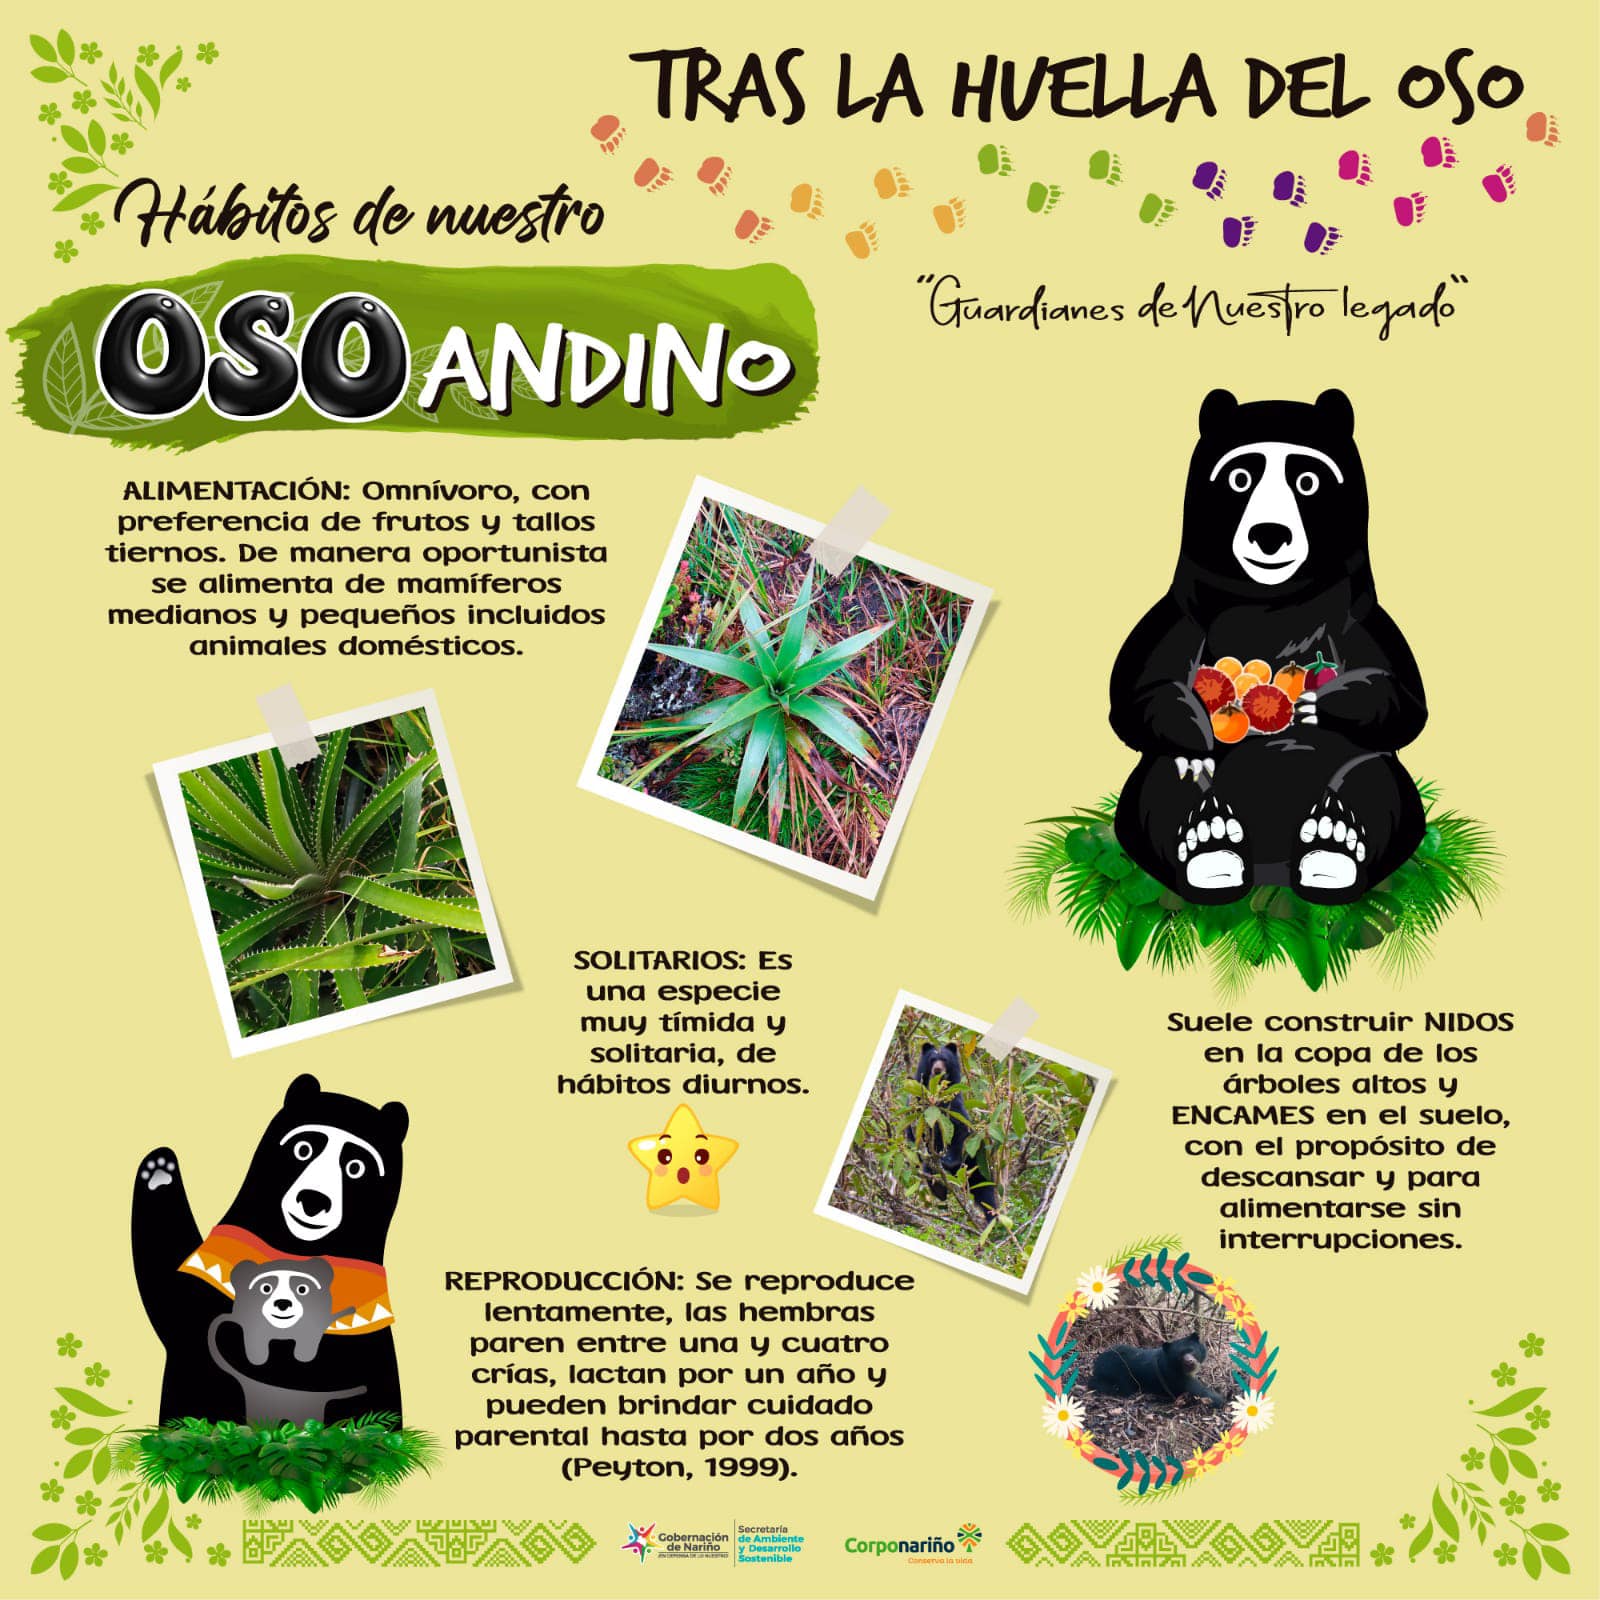 TRAS LA HUELLA DEL OSO
Hábitos de nuestro
OSO ANDINO
"Guardianes de Nuestro legado"
ALIMENTACIÓN: Omnívoro, con
preferencia de frutos y tallos
tiernos. De manera oportunista
se alimenta de mamíferos
medianos y pequeños incluidos
animales domésticos.
SOLITARIOS: Es
una especie
muy tímida y
solitaria, de
hábitos diurnos.
Suele construir NIDOS
en la copa de los
árboles altos y
ENCAMES en el suelo,
con el propósito de
descansar y para
alimentarse sin
interrupciones.
REPRODUCCIÓN: Se reproduce
lentamente, las hembras
paren entre una y cuatro
crías, lactan por un año y
pueden brindar cuidado
parental hasta por dos años
(Peyton, 1999).
Gobernación
de Nariño
EN DEFENSA DE LO NUESTRO
Secretaría
de Ambiente
y Desarrollo
Sostenible
Corponariño
Conserva la vida